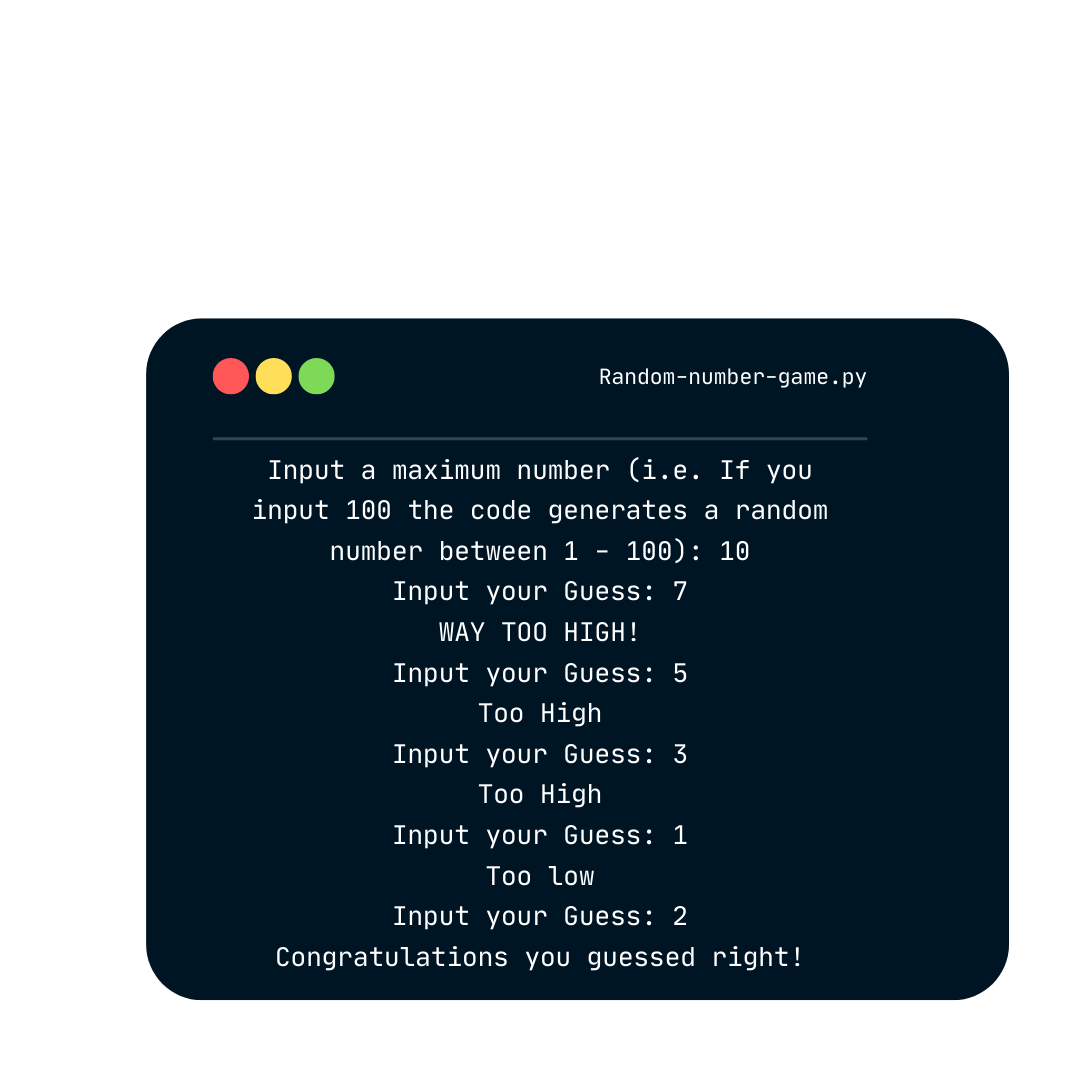 Random-number-game.py
Input a maximum number (i.e. If you
input 100 the code generates a random
number between 1 - 100): 10
Input your Guess: 7
WAY TOO HIGH!
Input your Guess: 5
Too High
Input your Guess: 3
Too High
Input your Guess: 1
Too low
Input your Guess: 2
Congratulations you guessed right!